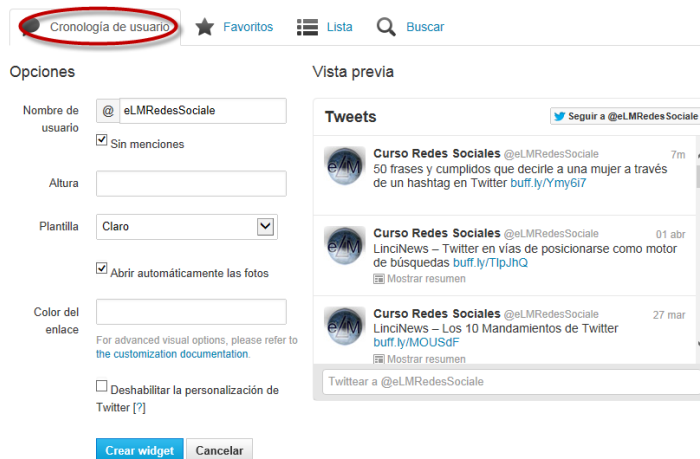 Cronología de usuario Favoritos Lista Buscar
Opciones
Nombre de usuario @ eLMRedesSociale
Sin menciones
Altura
Plantilla Claro
Abrir automáticamente las fotos
Color del enlace
For advanced visual options, please refer to
the customization documentation.
Deshabilitar la personalización de
Twitter [?]
Crear widget Cancelar
Vista previa
Tweets Seguir a @eLMRedesSociale
Curso Redes Sociales @eLMRedesSociale 7m
50 frases y cumplidos que decirle a una mujer a través
de un hashtag en Twitter buff.ly/Ymy6i7
Curso Redes Sociales @eLMRedesSociale 01 abr
LinciNews – Twitter en vías de posicionarse como motor
de búsquedas buff.ly/TlpJhQ
Mostrar resumen
Curso Redes Sociales @eLMRedesSociale 27 mar
LinciNews – Los 10 Mandamientos de Twitter
buff.ly/MOUSdF
Mostrar resumen
Twittear a @eLMRedesSociale